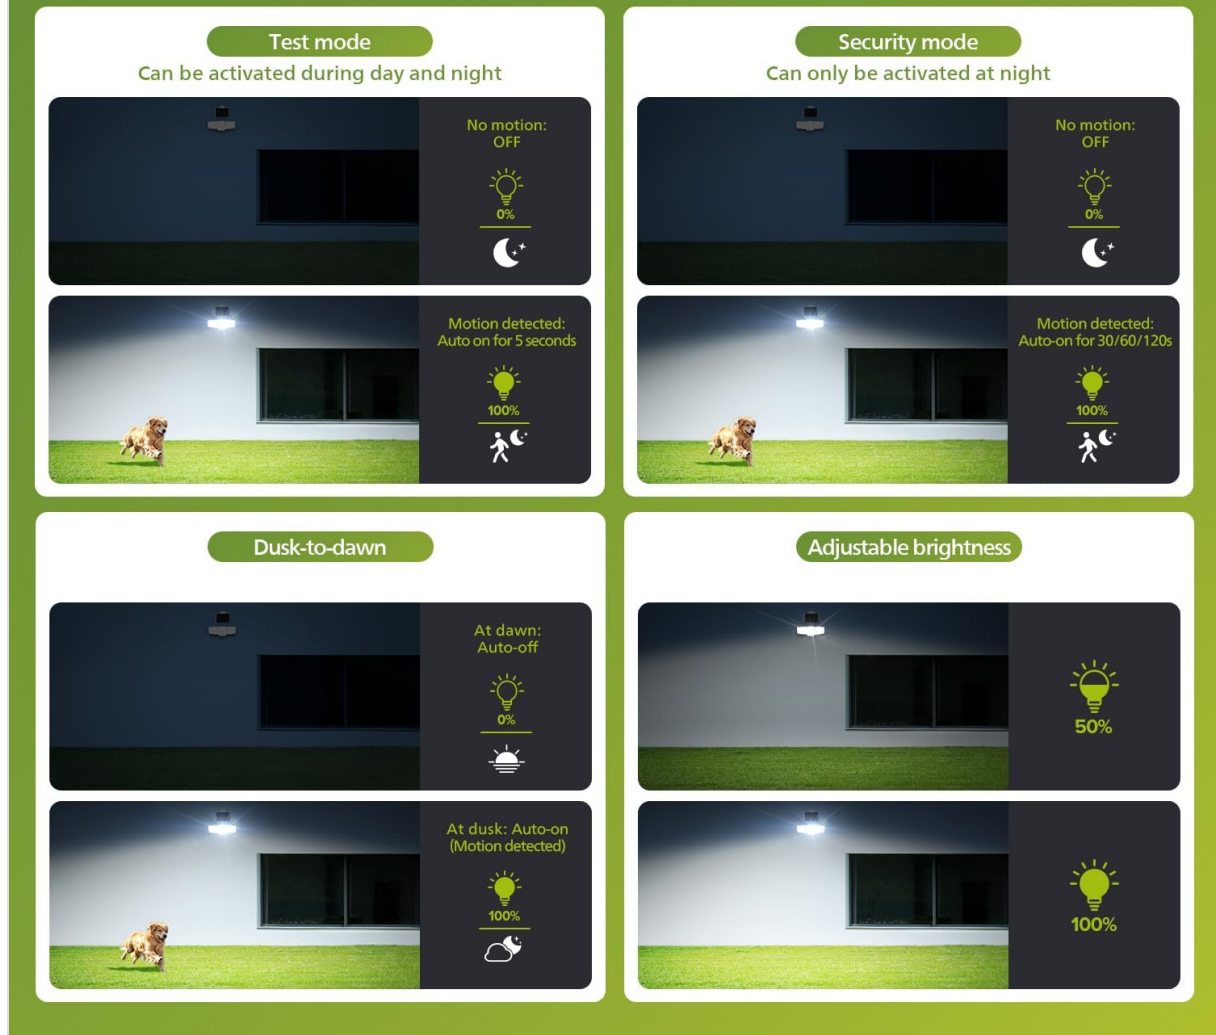 Test mode
Can be activated during day and night
No motion:
OFF
0%
Motion detected:
Auto on for 5 seconds
100%
Security mode
Can only be activated at night
No motion:
OFF
0%
Motion detected:
Auto-on for 30/60/120s
100%
Dusk-to-dawn
At dawn:
Auto-off
0%
At dusk: Auto-on
(Motion detected)
100%
Adjustable brightness
50%
100%